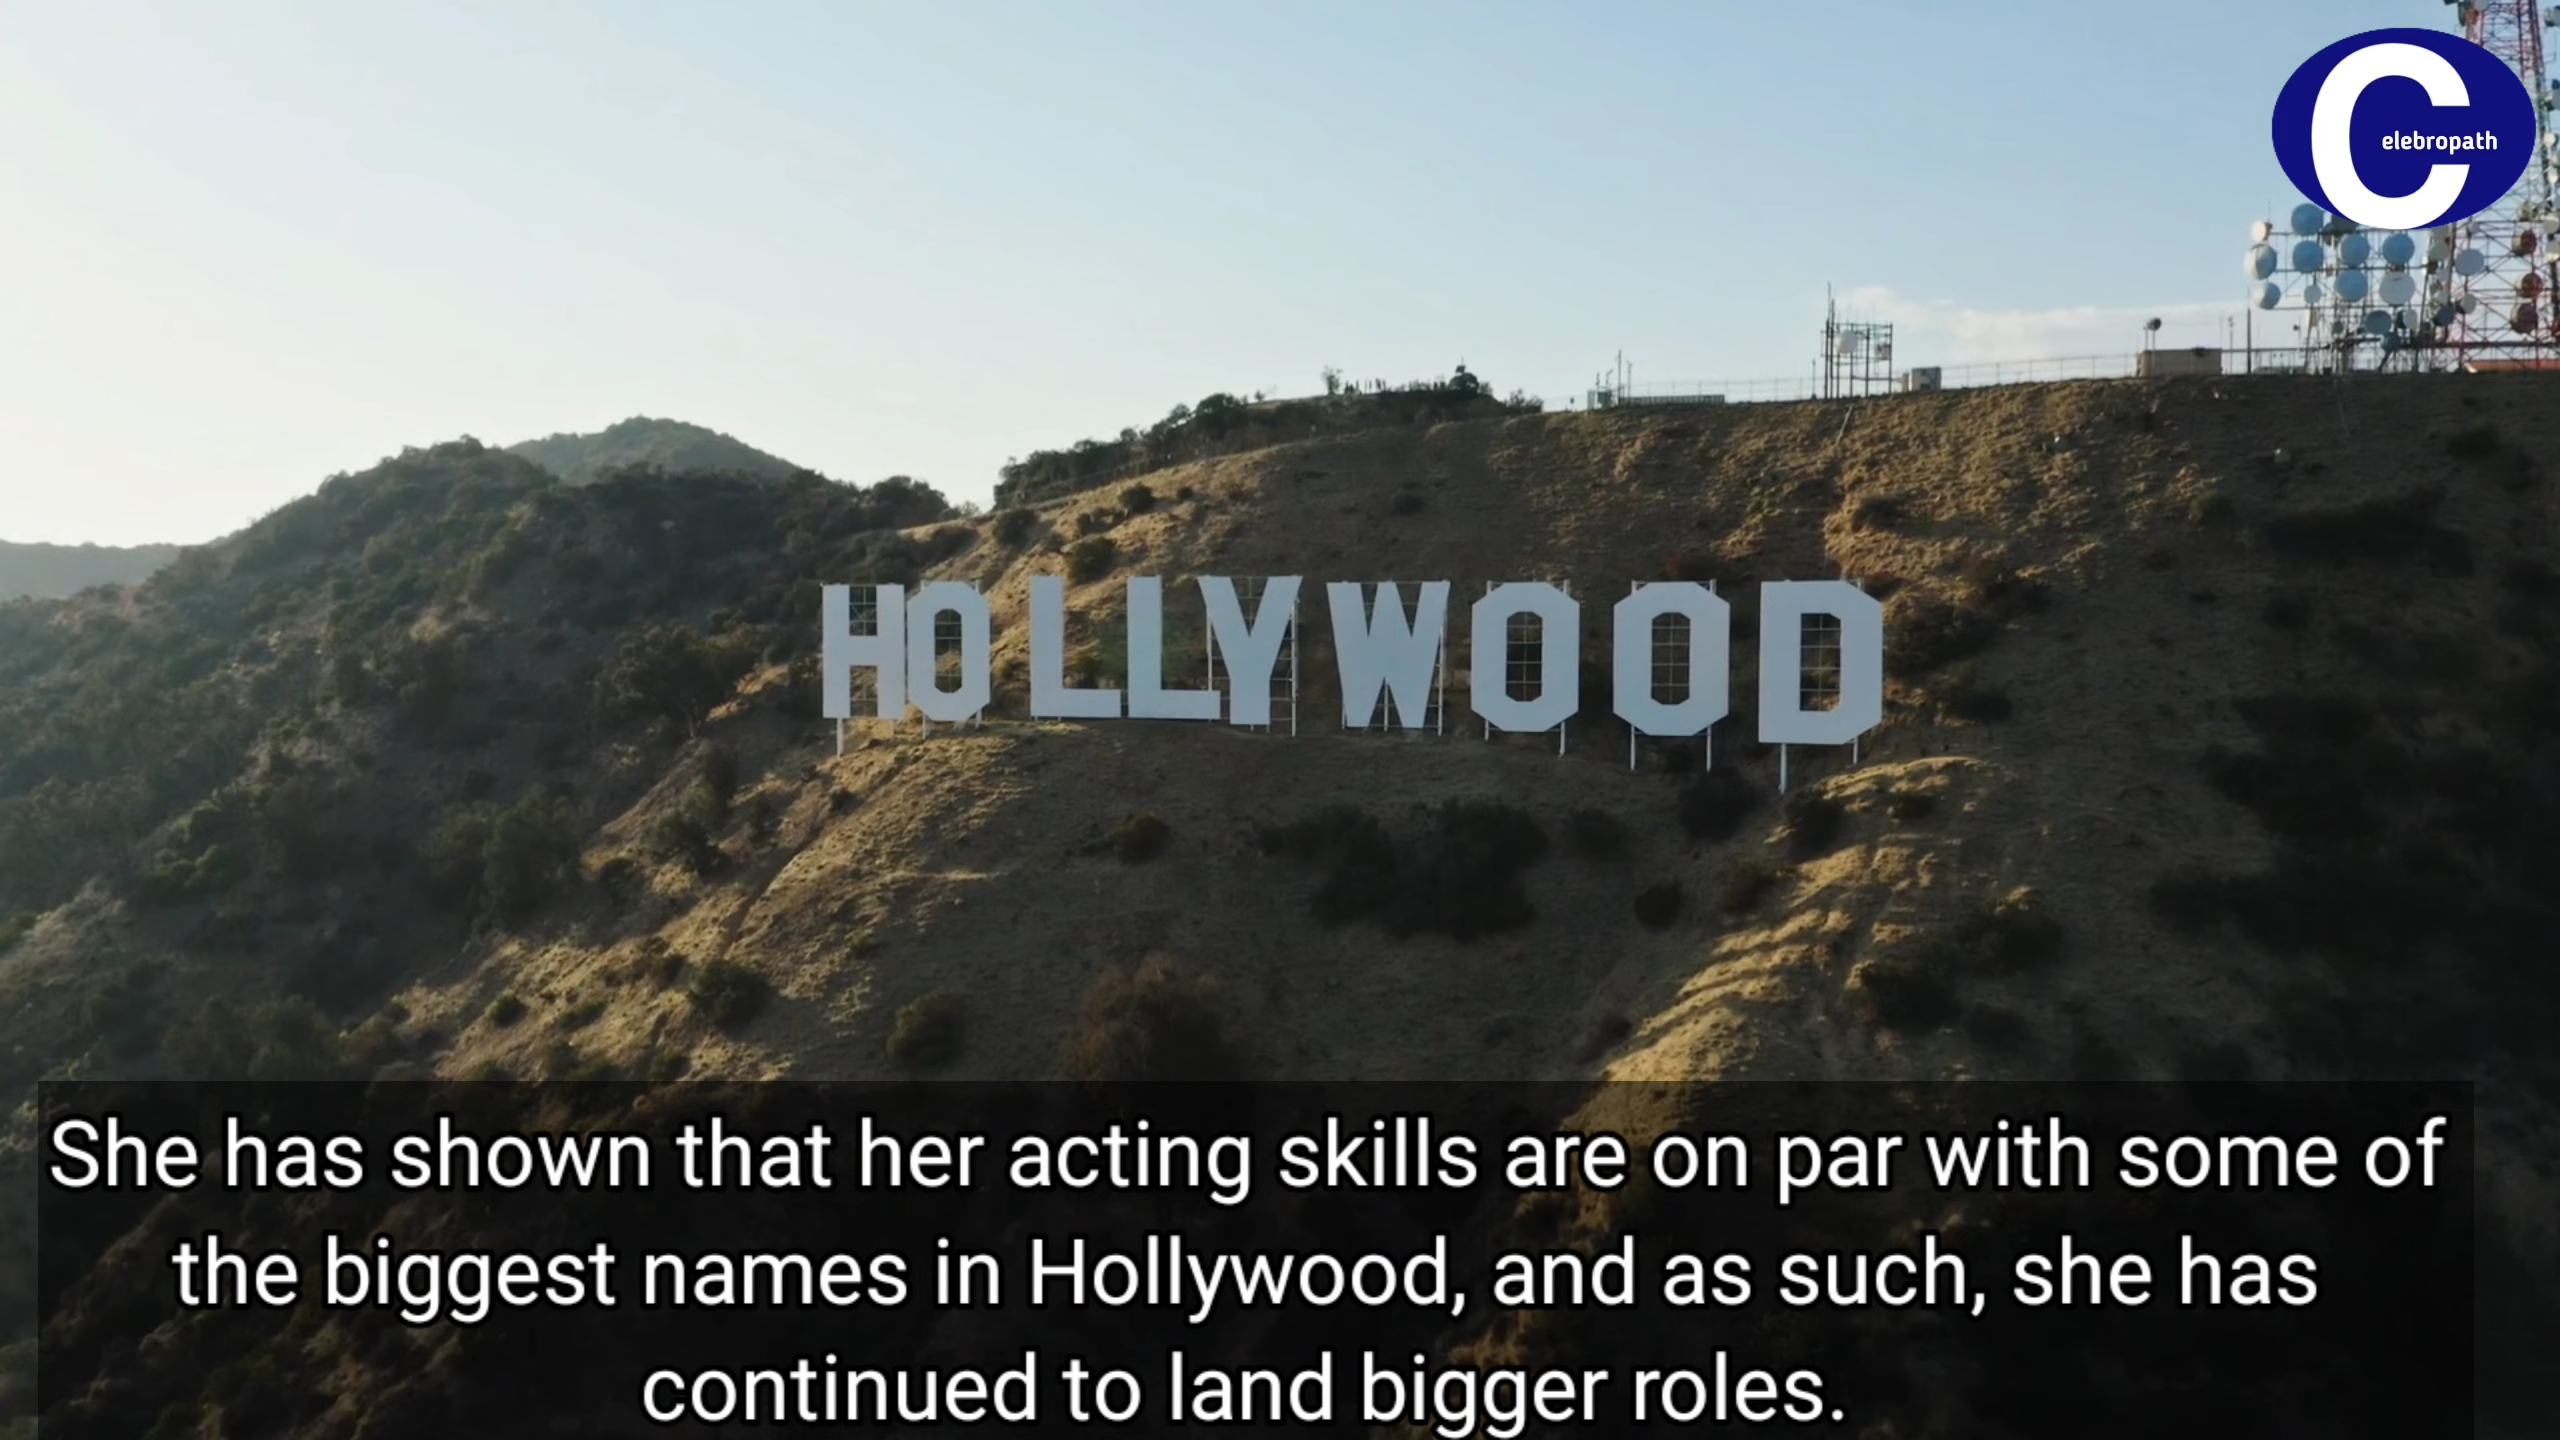 Celebropath
HOLLYWOOD
She has shown that her acting skills are on par with some of
the biggest names in Hollywood, and as such, she has
continued to land bigger roles.